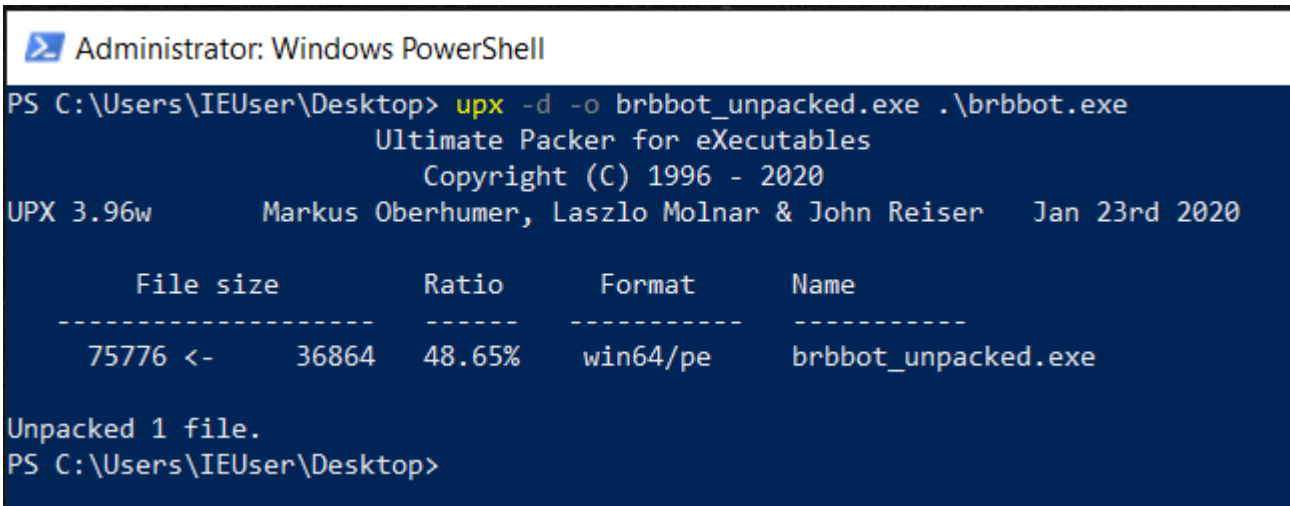 Administrator: Windows PowerShell
PS C:\Users\IEUser\Desktop> upx -d -o brbbot_unpacked.exe .\brbbot.exe
Ultimate Packer for eXecutables
Copyright (C) 1996 - 2020
UPX 3.96w       Markus Oberhumer, Laszlo Molnar & John Reiser   Jan 23rd 2020
File size         Ratio      Format      Name
--------------------   ------   -----------   -----------
75776 <-     36864   48.65%    win64/pe     brbbot_unpacked.exe
Unpacked 1 file.
PS C:\Users\IEUser\Desktop>